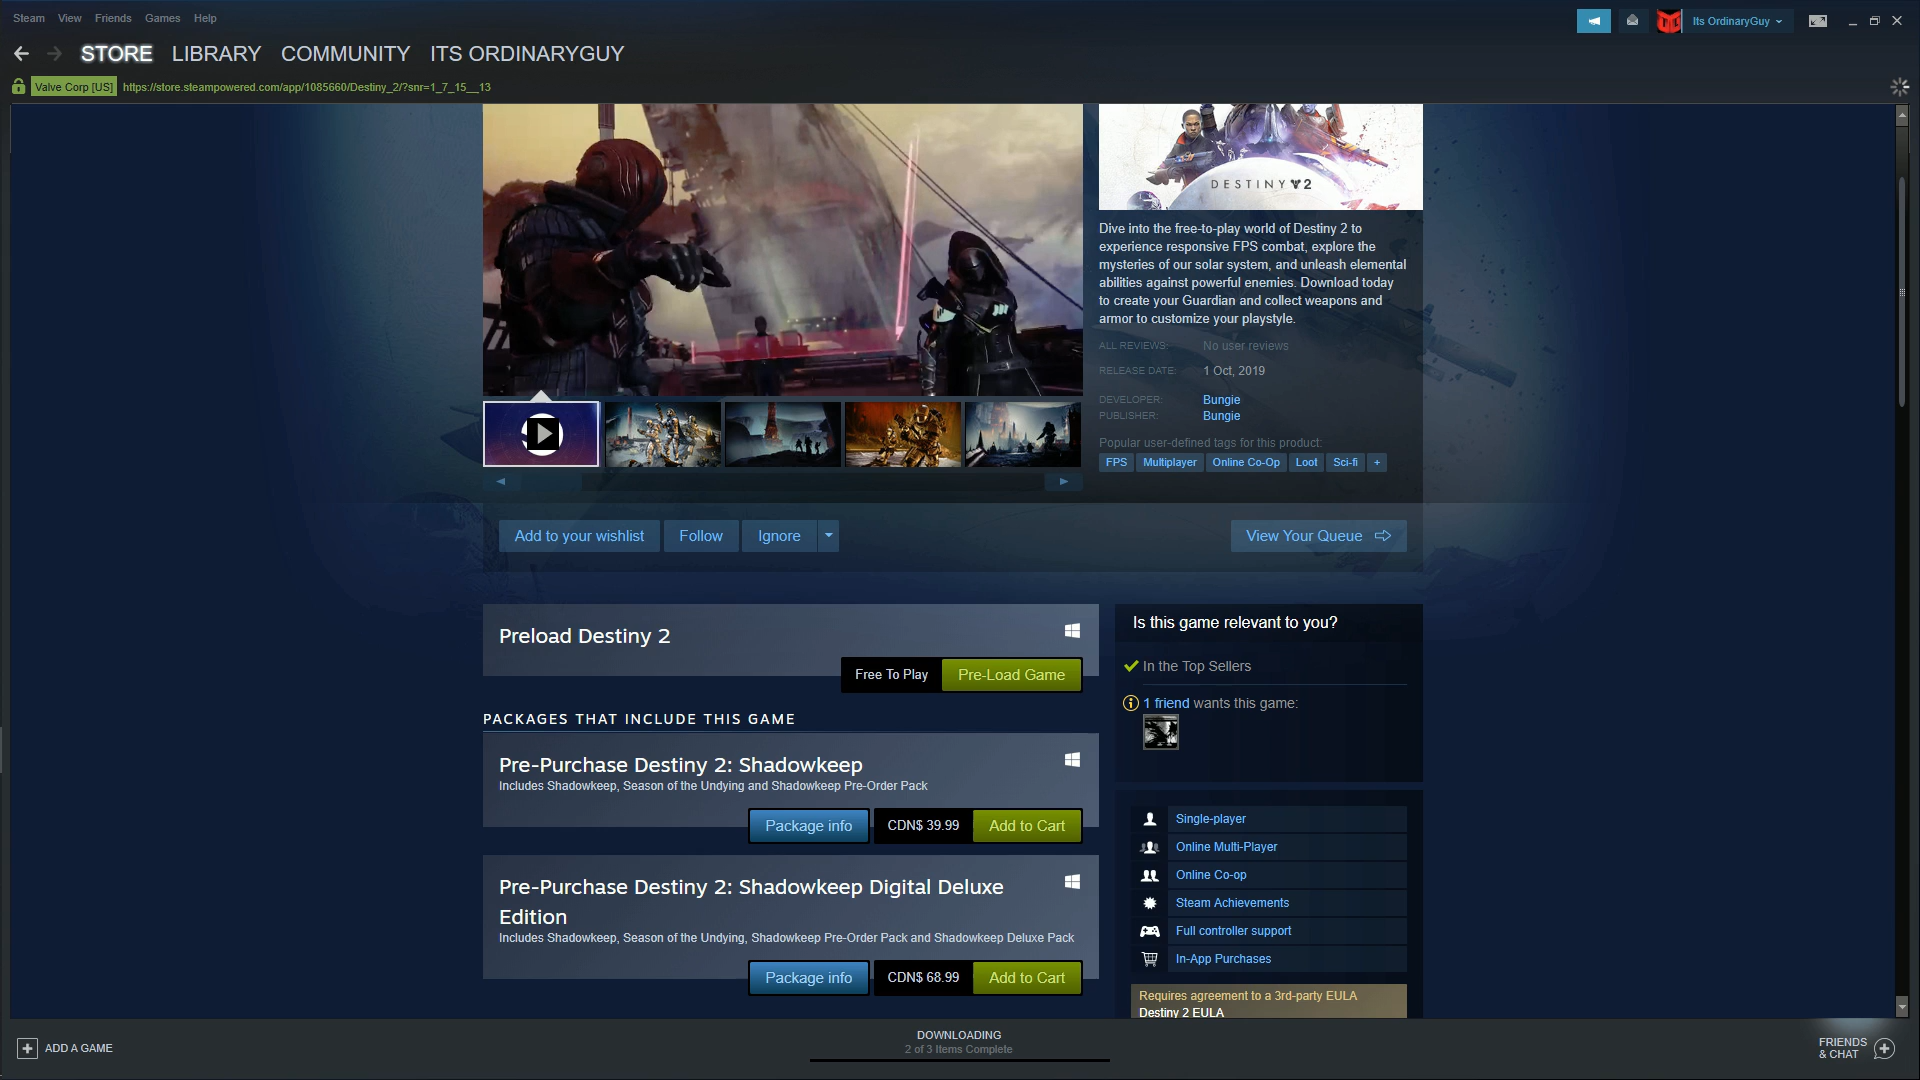 Steam View Friends Games Help
Its OrdinaryGuy
STORE LIBRARY COMMUNITY ITS ORDINARYGUY
Valve Corp [US] https://store.steampowered.com/app/1085660/Destiny_2/?snr=1_7_15__13
DESTINY 2
Dive into the free-to-play world of Destiny 2 to
experience responsive FPS combat, explore the
mysteries of our solar system, and unleash elemental
abilities against powerful enemies. Download today
to create your Guardian and collect weapons and
armor to customize your playstyle.
ALL REVIEWS: No user reviews
RELEASE DATE: 1 Oct, 2019
DEVELOPER: Bungie
PUBLISHER: Bungie
Popular user-defined tags for this product:
FPS Multiplayer Online Co-Op Loot Sci-fi +
Add to your wishlist Follow Ignore View Your Queue
Preload Destiny 2
Free To Play Pre-Load Game
PACKAGES THAT INCLUDE THIS GAME
Pre-Purchase Destiny 2: Shadowkeep
Includes Shadowkeep, Season of the Undying and Shadowkeep Pre-Order Pack
Package info CDN$ 39.99 Add to Cart
Pre-Purchase Destiny 2: Shadowkeep Digital Deluxe
Edition
Includes Shadowkeep, Season of the Undying, Shadowkeep Pre-Order Pack and Shadowkeep Deluxe Pack
Package info CDN$ 68.99 Add to Cart
Is this game relevant to you?
In the Top Sellers
1 friend wants this game:
Single-player
Online Multi-Player
Online Co-op
Steam Achievements
Full controller support
In-App Purchases
Requires agreement to a 3rd-party EULA
Destiny 2 EULA
ADD A GAME
DOWNLOADING
2 of 3 Items Complete
FRIENDS
& CHAT